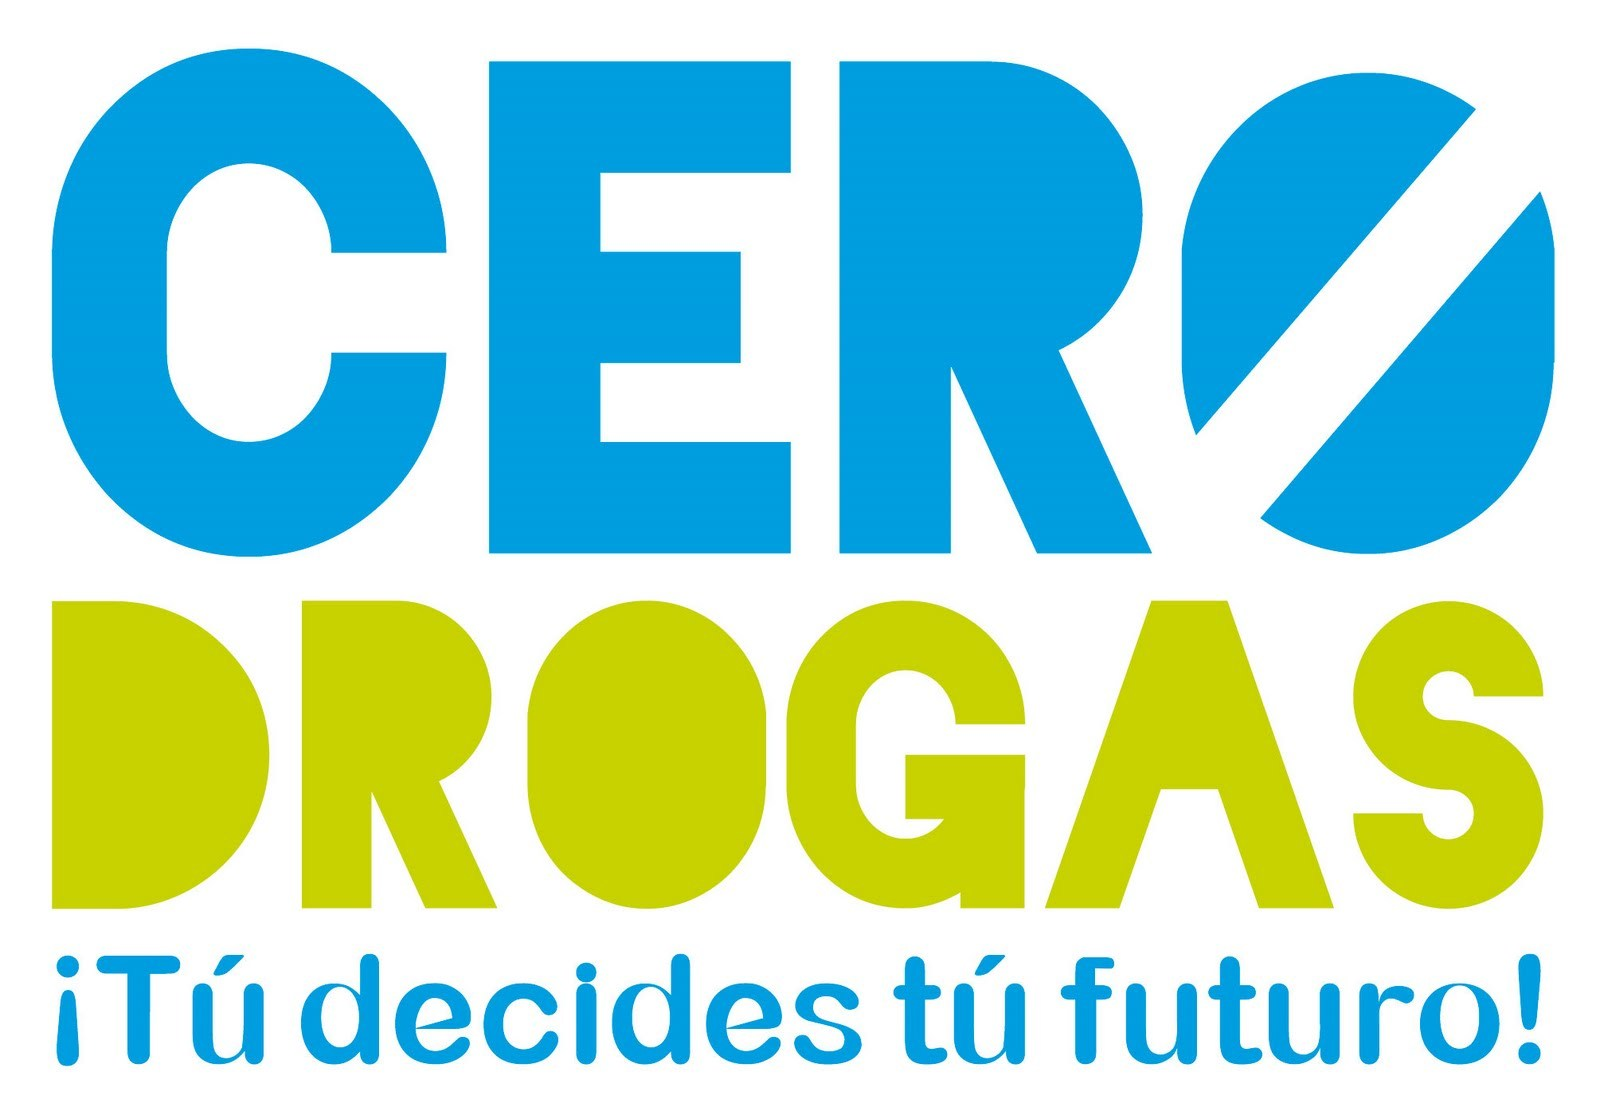 CERO
DROGAS
¡Tú decides tú futuro!